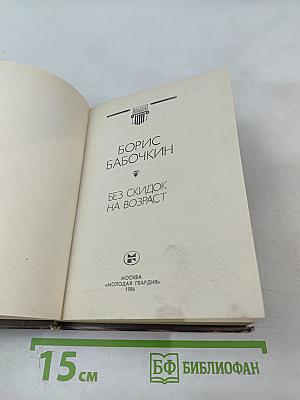 БОРИС
БАБОЧКИН
БЕЗ СКИДОК
НА ВОЗРАСТ
МОСКВА
«МОЛОДАЯ ГВАРДИЯ»
1986
15 см
БФ БИБЛИОФАН